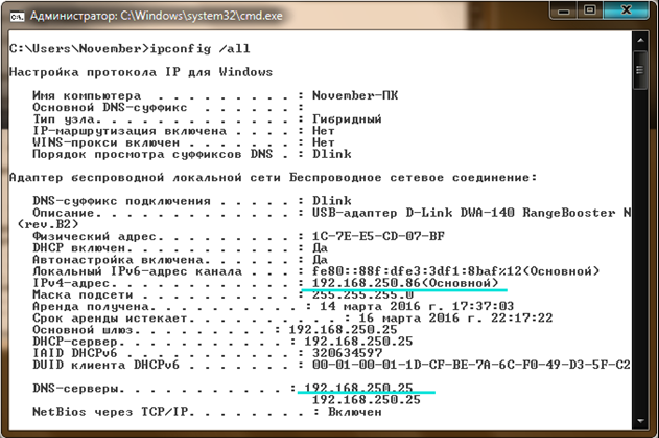 Администратор: C:\Windows\system32\cmd.exe
C:\Users\November>ipconfig /all
Настройка протокола IP для Windows
Имя компьютера . . . . . . . . . : November-ПК
Основной DNS-суффикс . . . . . . :
Тип узла. . . . . . . . . . . . . : Гибридный
IP-маршрутизация включена . . . . : Нет
WINS-прокси включен . . . . . . . : Нет
Порядок просмотра суффиксов DNS . : Dlink
Адаптер беспроводной локальной сети Беспроводное сетевое соединение:
DNS-суффикс подключения . . . . . : Dlink
Описание. . . . . . . . . . . . . : USB-адаптер D-Link DWA-140 RangeBooster N
(rev.B2)
Физический адрес. . . . . . . . . : 1C-7E-E5-CD-07-BF
DHCP включен. . . . . . . . . . . : Да
Автонастройка включена. . . . . . : Да
Локальный IPv6-адрес канала . . . : fe80::88f:dfe3:3df1:8baf%12(Основной)
IPv4-адрес. . . . . . . . . . . . : 192.168.250.86(Основной)
Маска подсети . . . . . . . . . . : 255.255.255.0
Аренда получена. . . . . . . . . . : 14 марта 2016 г. 17:37:03
Срок аренды истекает. . . . . . . . . . : 16 марта 2016 г. 22:17:22
Основной шлюз. . . . . . . . . : 192.168.250.25
DHCP-сервер. . . . . . . . . . . : 192.168.250.25
IAID DHCPv6 . . . . . . . . . . . : 320634597
DUID клиента DHCPv6 . . . . . . . : 00-01-00-01-1D-CF-BE-7A-6C-F0-49-D3-5F-C2
DNS-серверы. . . . . . . . . . . : 192.168.250.25
192.168.250.25
NetBios через TCP/IP. . . . . . . . : Включен